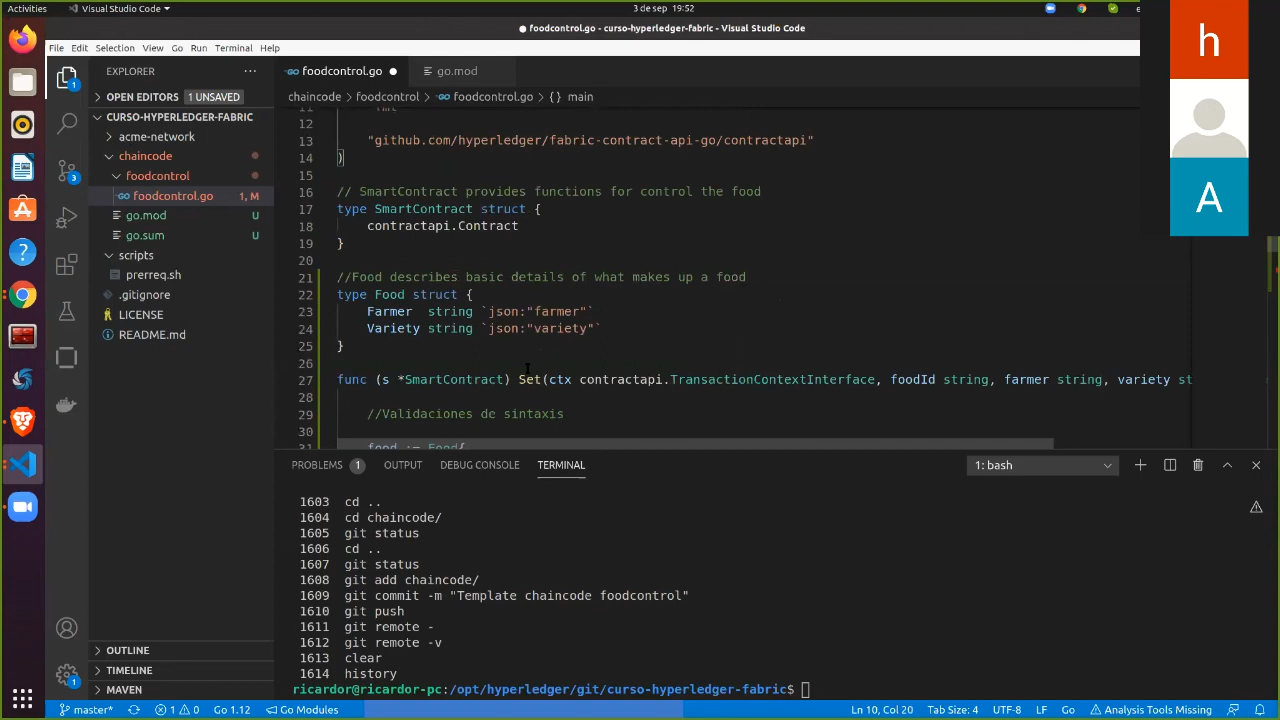 Activities
Visual Studio Code
3 de sep 19:52
foodcontrol.go - curso-hyperledger-fabric - Visual Studio Code
File Edit Selection View Go Run Terminal Help
EXPLORER
foodcontrol.go
go.mod
OPEN EDITORS 1 UNSAVED
chaincode > foodcontrol > foodcontrol.go > {} main
CURSO-HYPERLEDGER-FABRIC
acme-network
chaincode
foodcontrol
foodcontrol.go 1, M
go.mod U
go.sum U
scripts
prerreq.sh
.gitignore
LICENSE
README.md
OUTLINE
TIMELINE
MAVEN
12
13 "github.com/hyperledger/fabric-contract-api-go/contractapi"
14 )
15
16 // SmartContract provides functions for control the food
17 type SmartContract struct {
18 contractapi.Contract
19 }
20
21 //Food describes basic details of what makes up a food
22 type Food struct {
23 Farmer string `json:"farmer"`
24 Variety string `json:"variety"`
25 }
26
27 func (s *SmartContract) Set(ctx contractapi.TransactionContextInterface, foodId string, farmer string, variety st
28
29 //Validaciones de sintaxis
30
31 food := Food{
PROBLEMS 1 OUTPUT DEBUG CONSOLE TERMINAL
1: bash
1603 cd ..
1604 cd chaincode/
1605 git status
1606 cd ..
1607 git status
1608 git add chaincode/
1609 git commit -m "Template chaincode foodcontrol"
1610 git push
1611 git remote -
1612 git remote -v
1613 clear
1614 history
ricardor@ricardor-pc:/opt/hyperledger/git/curso-hyperledger-fabric$
master* 1 0 Go 1.12 Go Modules
Ln 10, Col 20 Tab Size: 4 UTF-8 LF Go Analysis Tools Missing
h
A
1
3
1